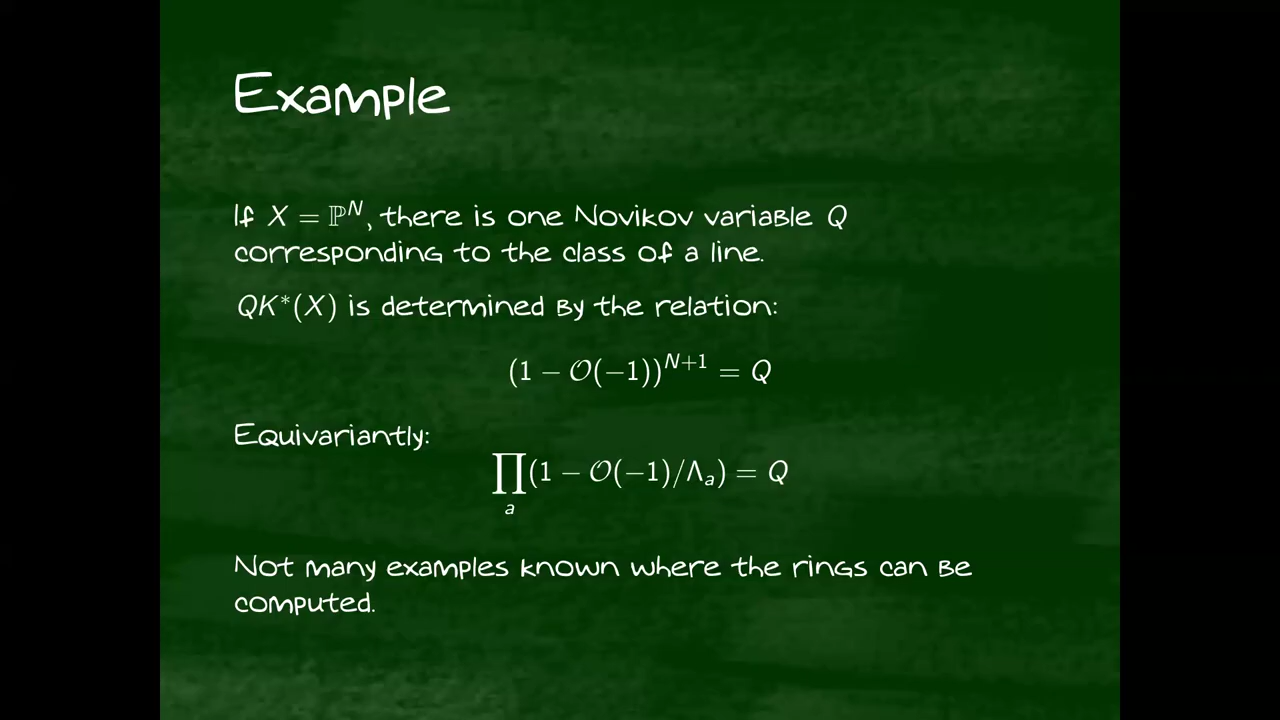 Example
If X = ℙ^N, there is one Novikov variable Q
corresponding to the class of a line.
QK*(X) is determined by the relation:
(1 − 𝒪(−1))^{N+1} = Q
Equivariantly:
∏_a (1 − 𝒪(−1)/Λ_a) = Q
Not many examples known where the rings can be
computed.